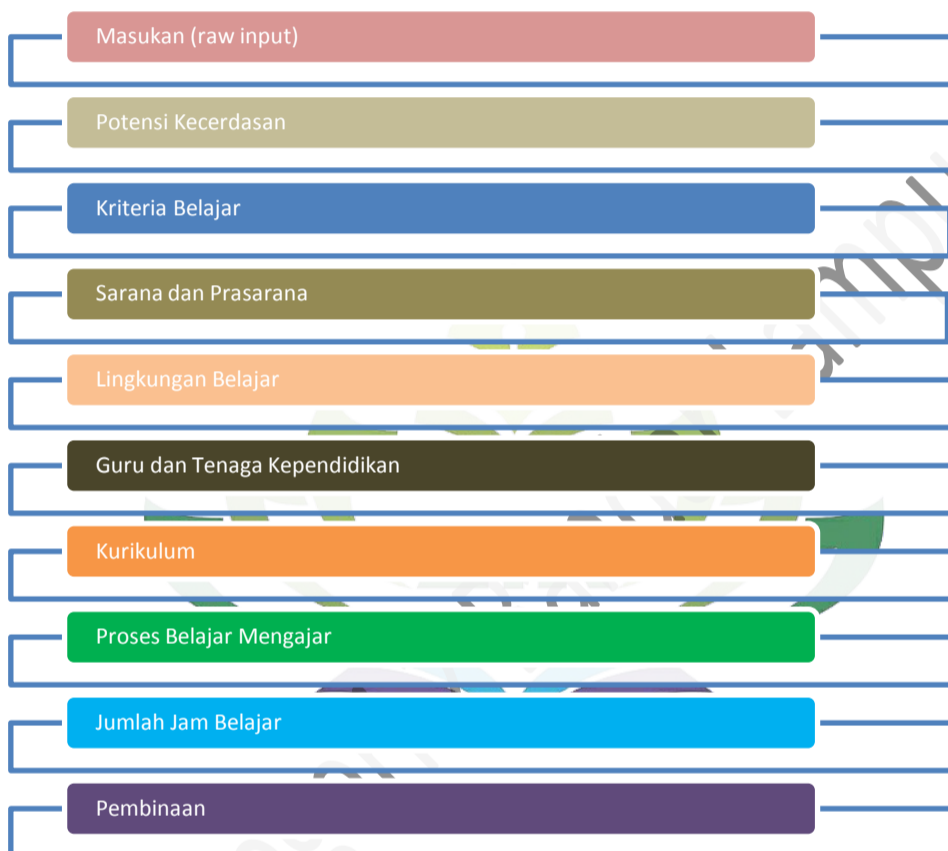 Masukan (raw input)
Potensi Kecerdasan
Kriteria Belajar
Sarana dan Prasarana
Lingkungan Belajar
Guru dan Tenaga Kependidikan
Kurikulum
Proses Belajar Mengajar
Jumlah Jam Belajar
Pembinaan